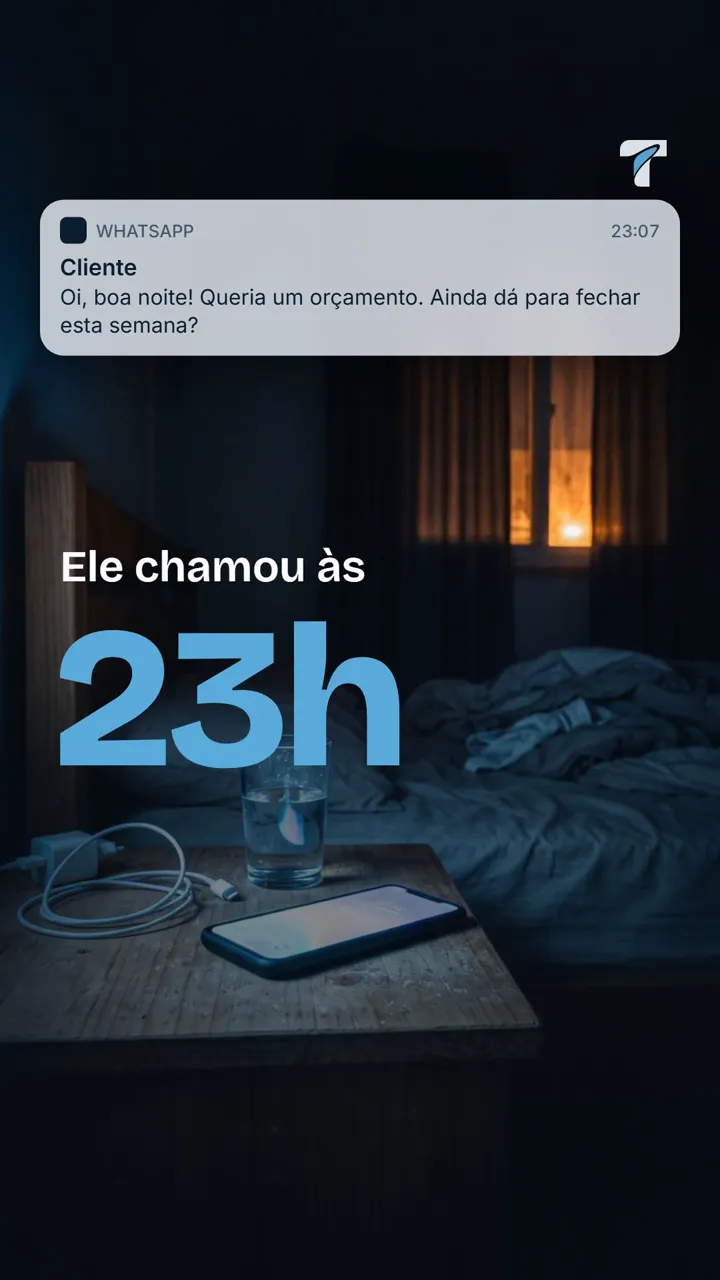 WHATSAPP 23:07
Cliente
Oi, boa noite! Queria um orçamento. Ainda dá para fechar
esta semana?
Ele chamou às
23h